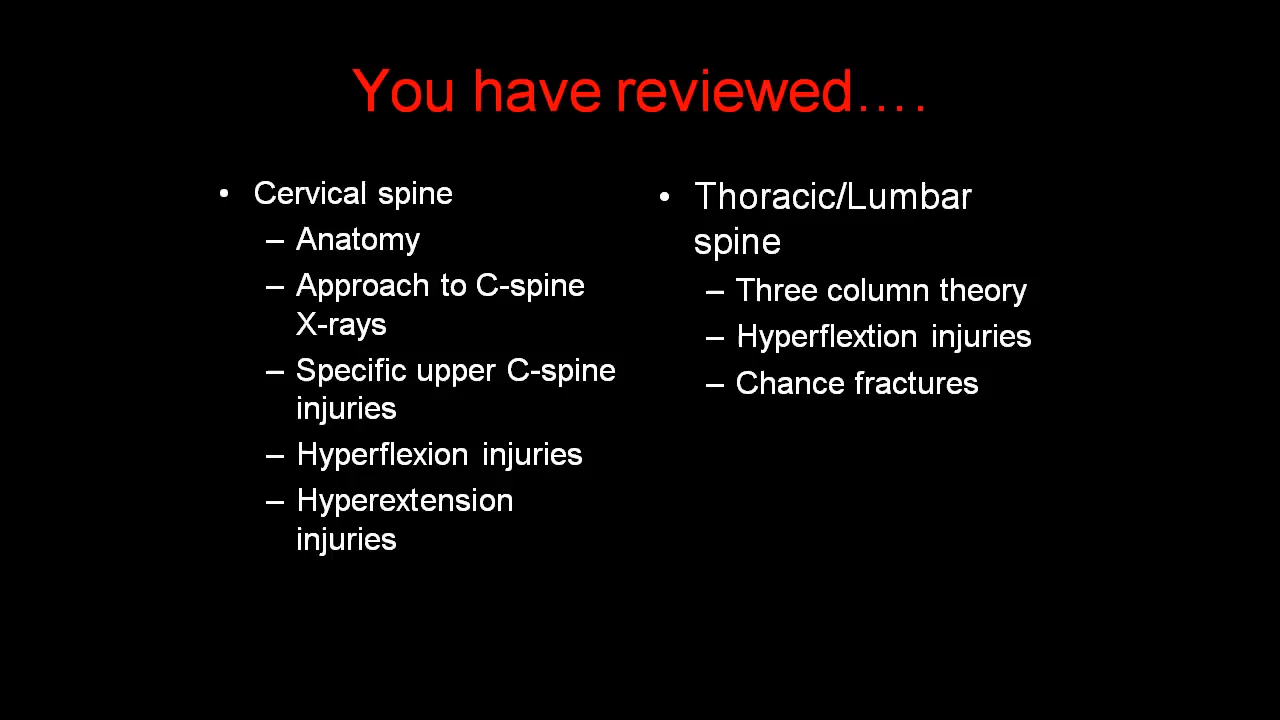 You have reviewed….
• Cervical spine
– Anatomy
– Approach to C-spine
X-rays
– Specific upper C-spine
injuries
– Hyperflexion injuries
– Hyperextension
injuries
• Thoracic/Lumbar
spine
– Three column theory
– Hyperflextion injuries
– Chance fractures